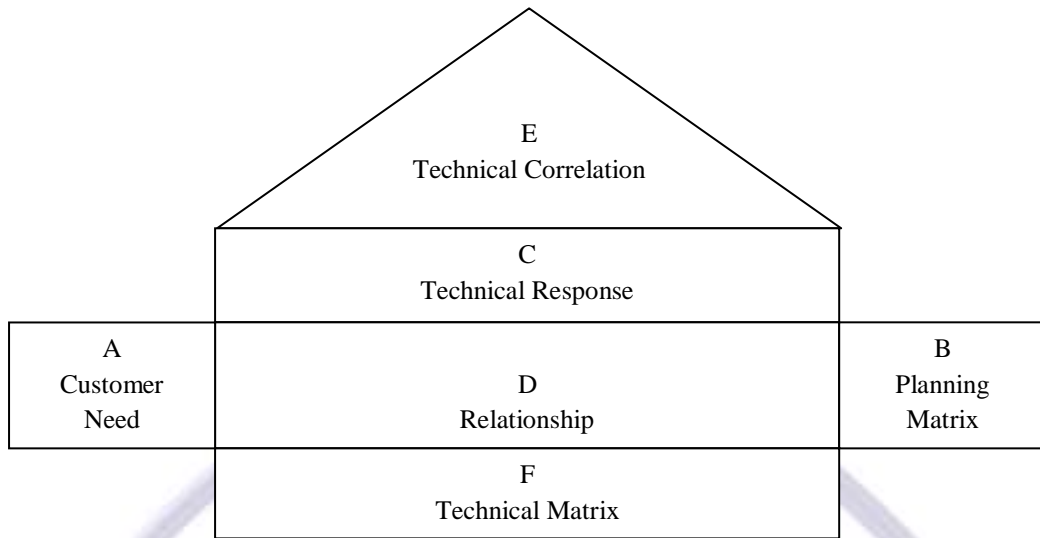 E
Technical Correlation
C
Technical Response
A
Customer
Need
D
Relationship
B
Planning
Matrix
F
Technical Matrix